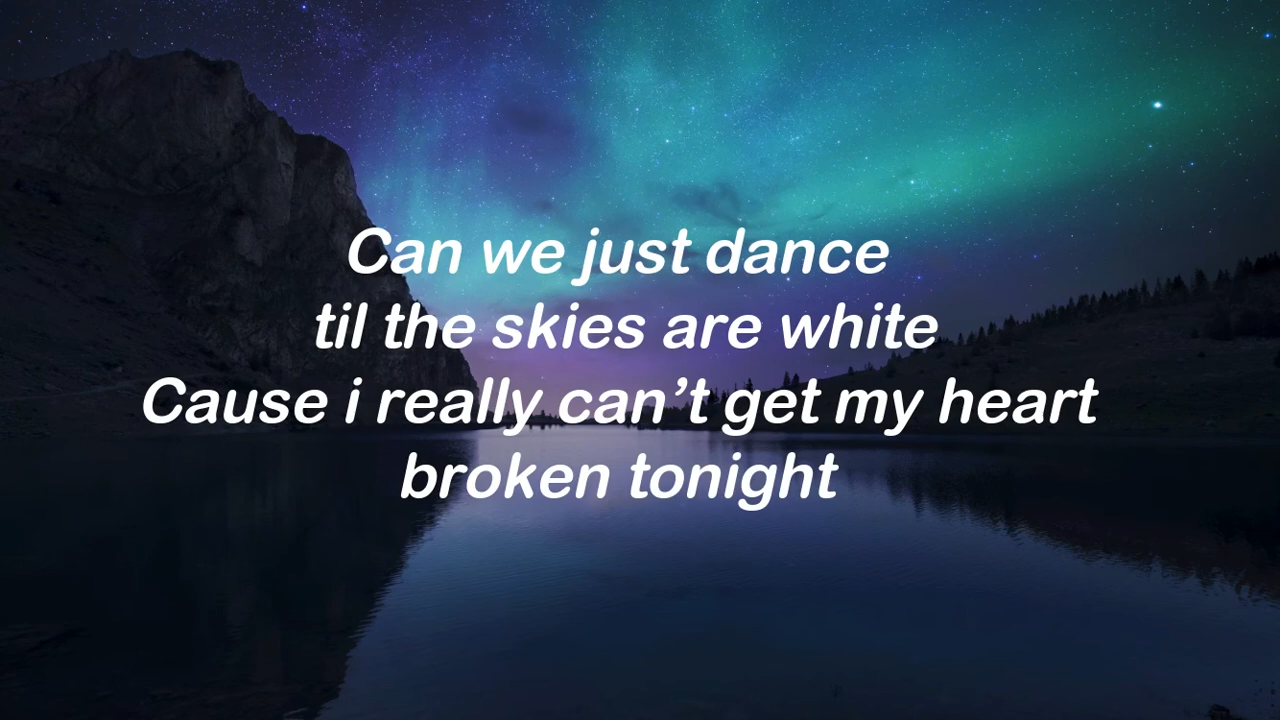 Can we just dance
til the skies are white
Cause i really can’t get my heart
broken tonight